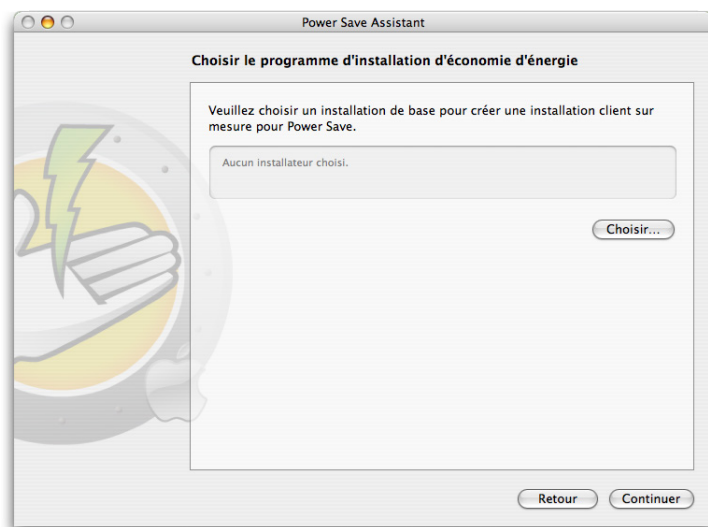 Power Save Assistant
Choisir le programme d'installation d'économie d'énergie
Veuillez choisir un installation de base pour créer une installation client sur
mesure pour Power Save.
Aucun installateur choisi.
Choisir...
Retour
Continuer